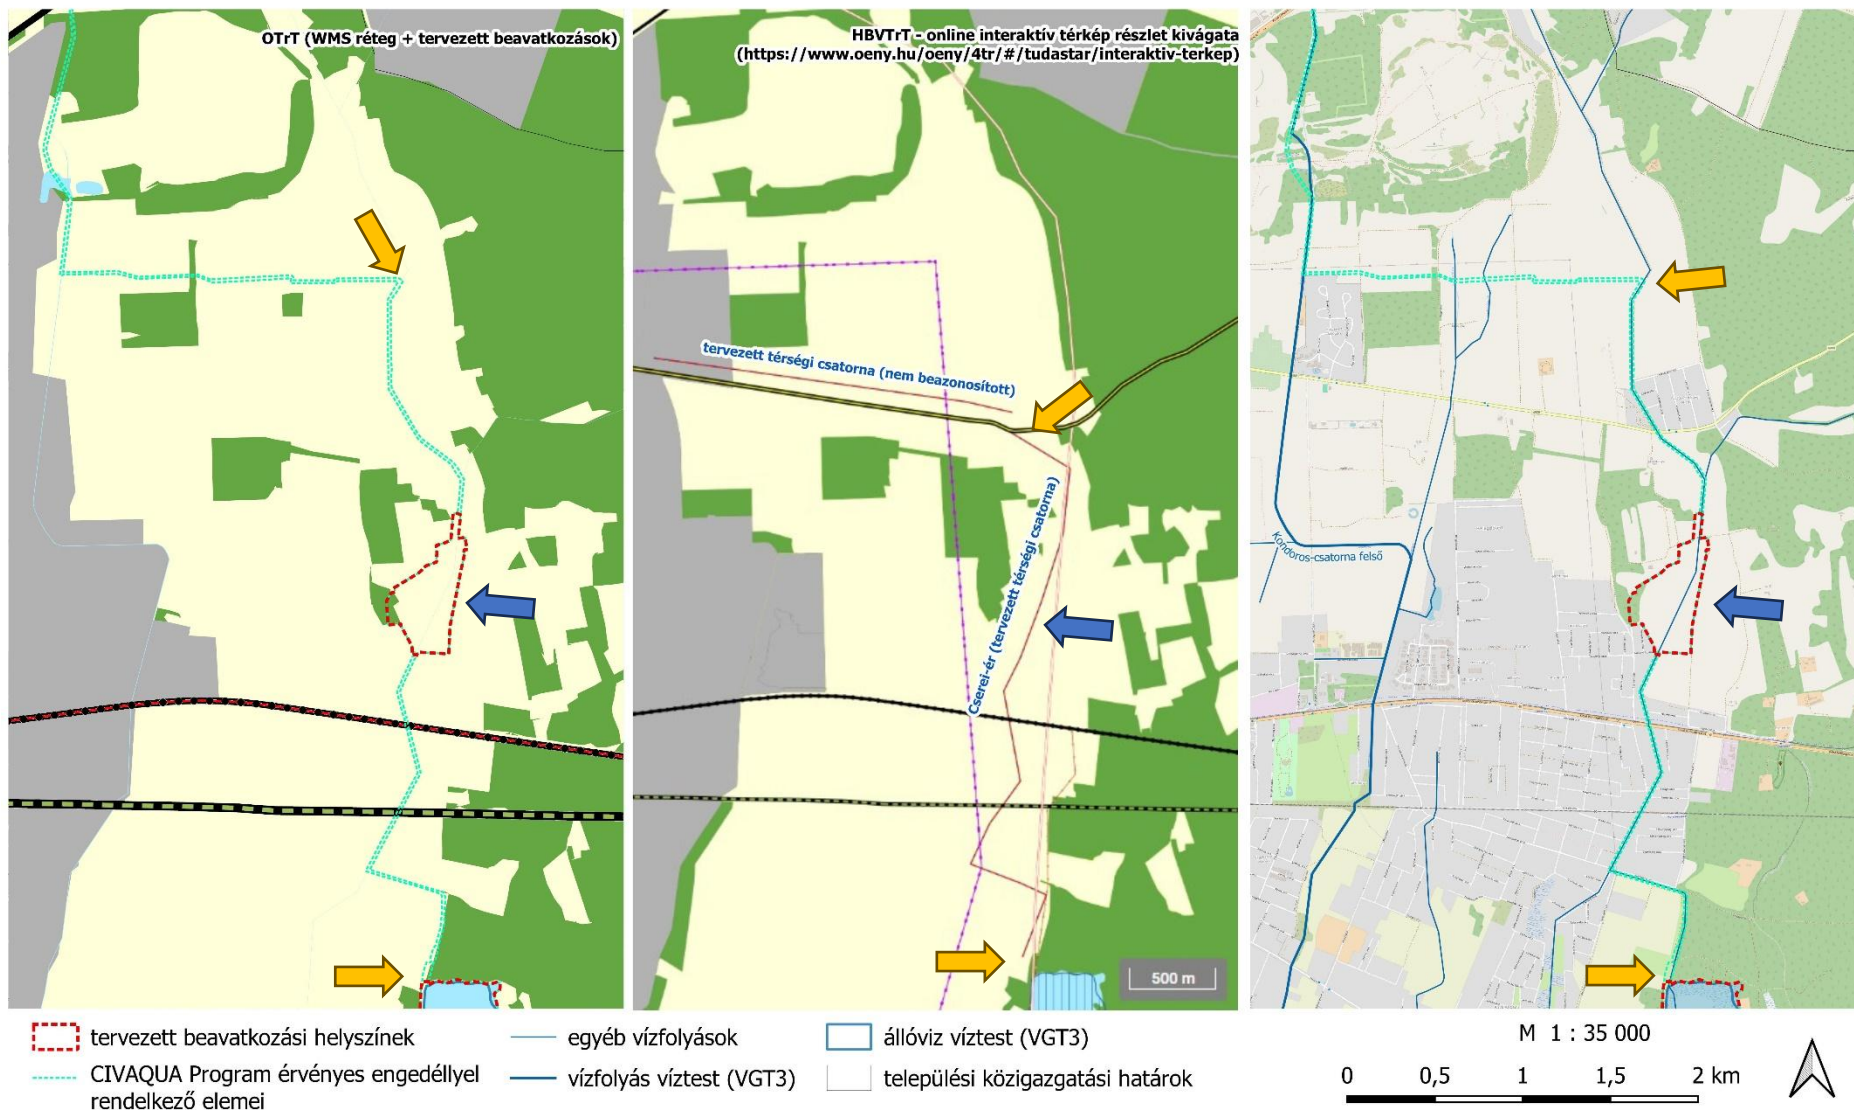 OTrT (WMS réteg + tervezett beavatkozások)
HBVTrT - online interaktív térkép részlet kivágata
(https://www.oeny.hu/oeny/4tr/#/tudastar/interaktiv-terkep)
tervezett térségi csatorna (nem beazonosított)
Cserei-ér (tervezett térségi csatorna)
500 m
Kondoros-csatorna felső
tervezett beavatkozási helyszínek
CIVAQUA Program érvényes engedéllyel
rendelkező elemei
egyéb vízfolyások
vízfolyás víztest (VGT3)
állóviz víztest (VGT3)
települési közigazgatási határok
M 1 : 35 000
0 0,5 1 1,5 2 km